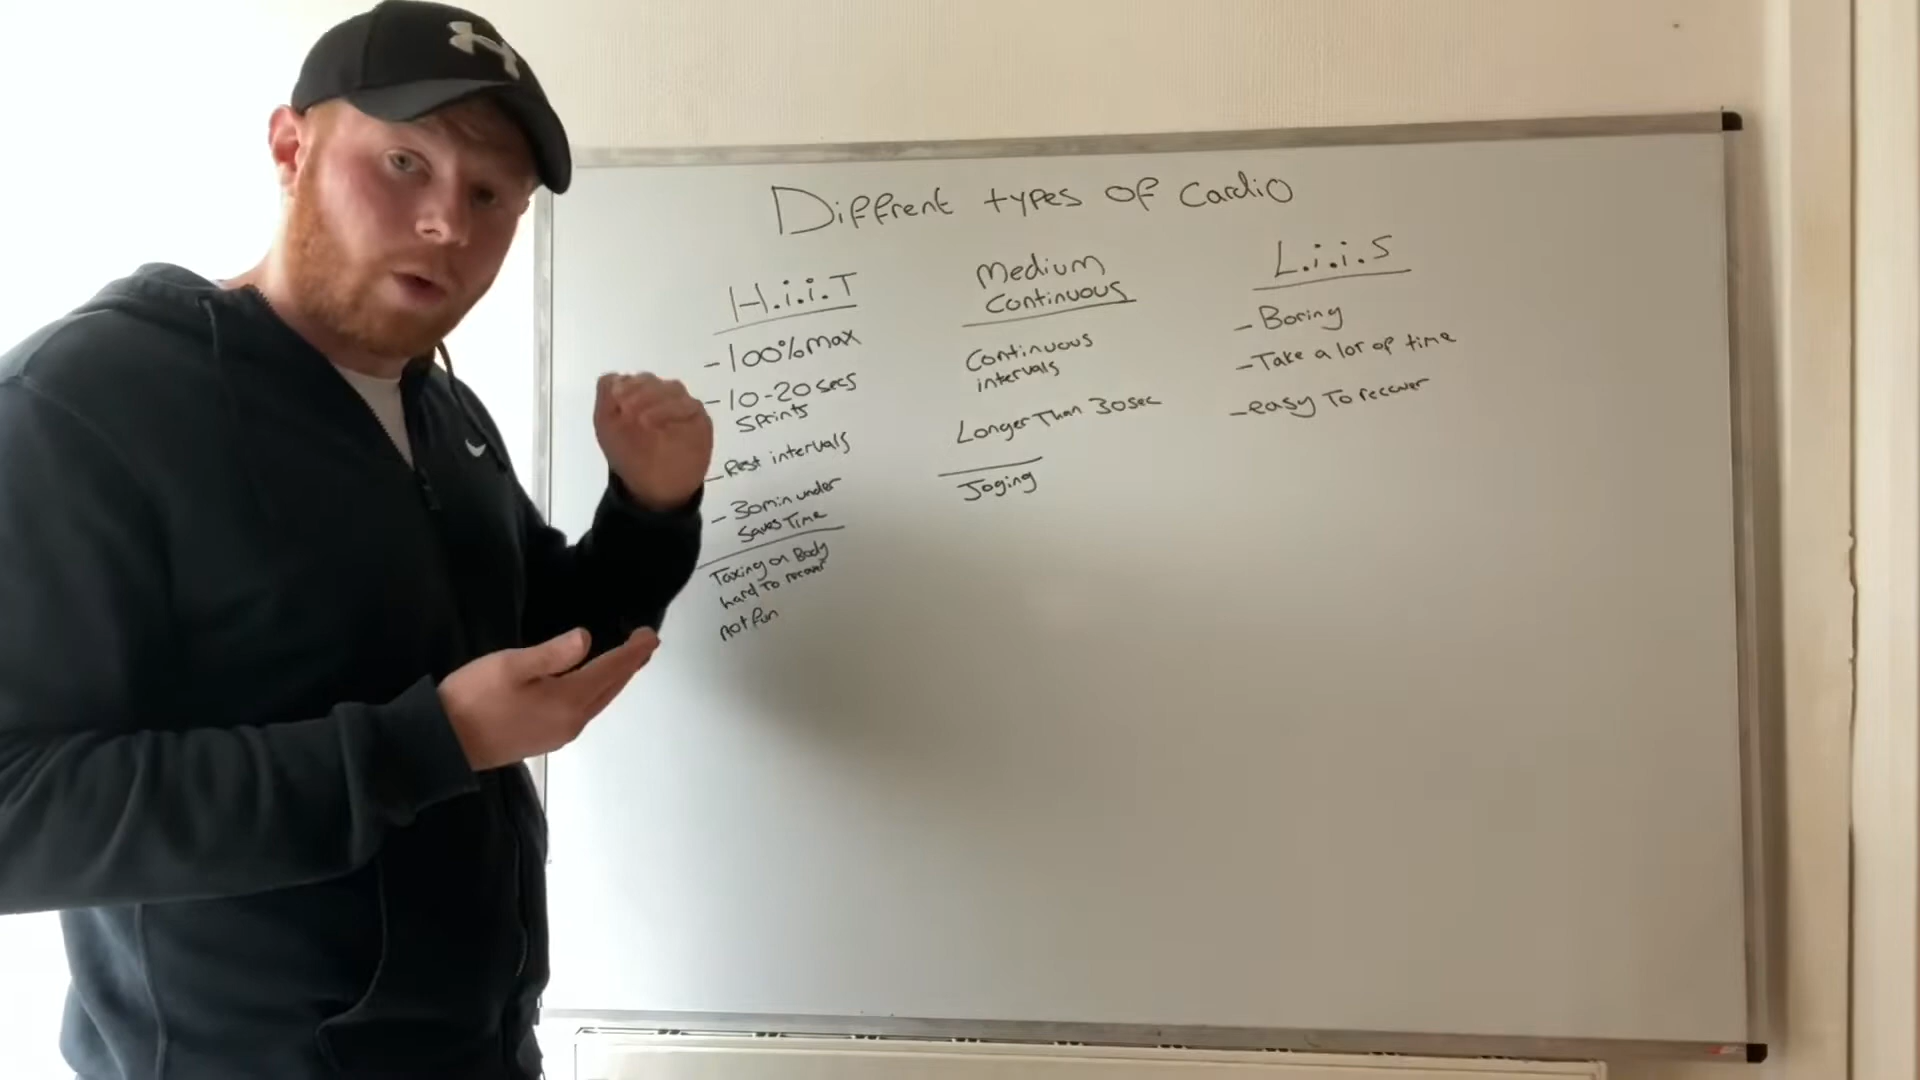 Diffrent types of cardio
H.i.i.T
- 100% max
- 10-20 secs
sprints
- Rest intervals
- 30min under
saves Time
Taxing on Body
hard To recover
not fun
Medium
Continuous
Continuous
intervals
Longer Than 30sec
Joging
L.i.i.S
- Boring
- Take a lot of time
- easy To recover